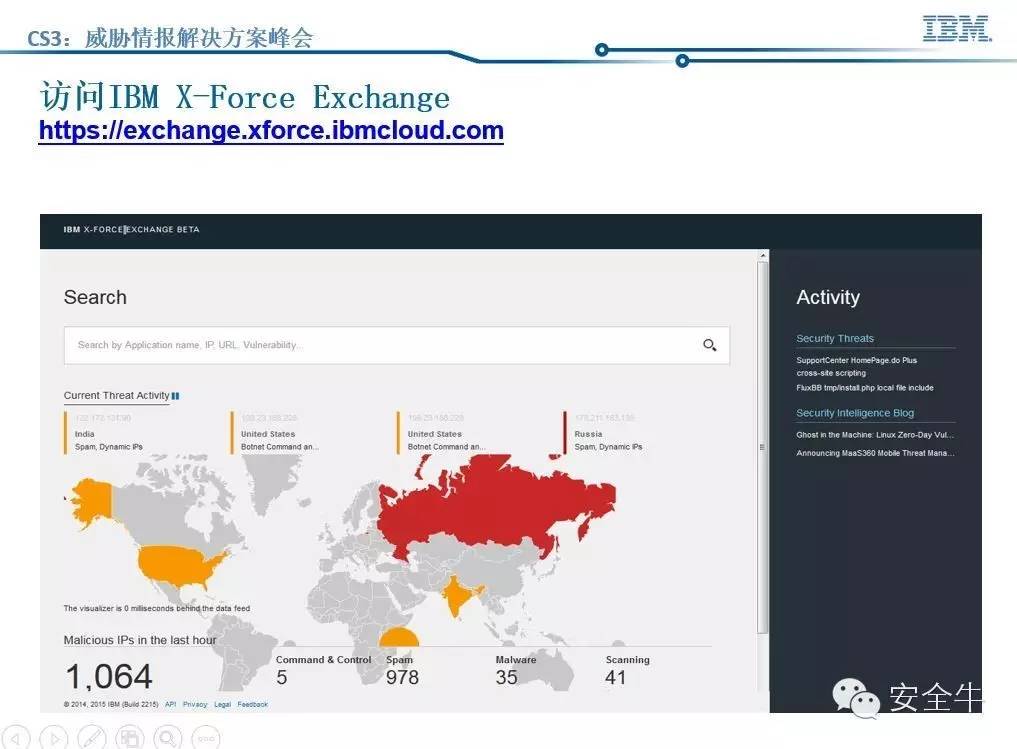 CS3：威胁情报解决方案峰会
IBM
访问IBM X-Force Exchange
https://exchange.xforce.ibmcloud.com
IBM X-FORCE EXCHANGE BETA
Search
Search by Application name, IP, URL, Vulnerability...
Current Threat Activity
India
Spam, Dynamic IPs
United States
Botnet Command an...
United States
Botnet Command an...
Russia
Spam, Dynamic IPs
The visualizer is 0 milliseconds behind the data feed
Malicious IPs in the last hour
1,064
Command & Control
5
Spam
978
Malware
35
Scanning
41
© 2014, 2015 IBM (Build 2215) API Privacy Legal Feedback
Activity
Security Threats
SupportCenter HomePage.do Plus
cross-site scripting
FluxBB tmp/install.php local file include
Security Intelligence Blog
Ghost in the Machine: Linux Zero-Day Vul...
Announcing MaaS360 Mobile Threat Mana...
安全牛